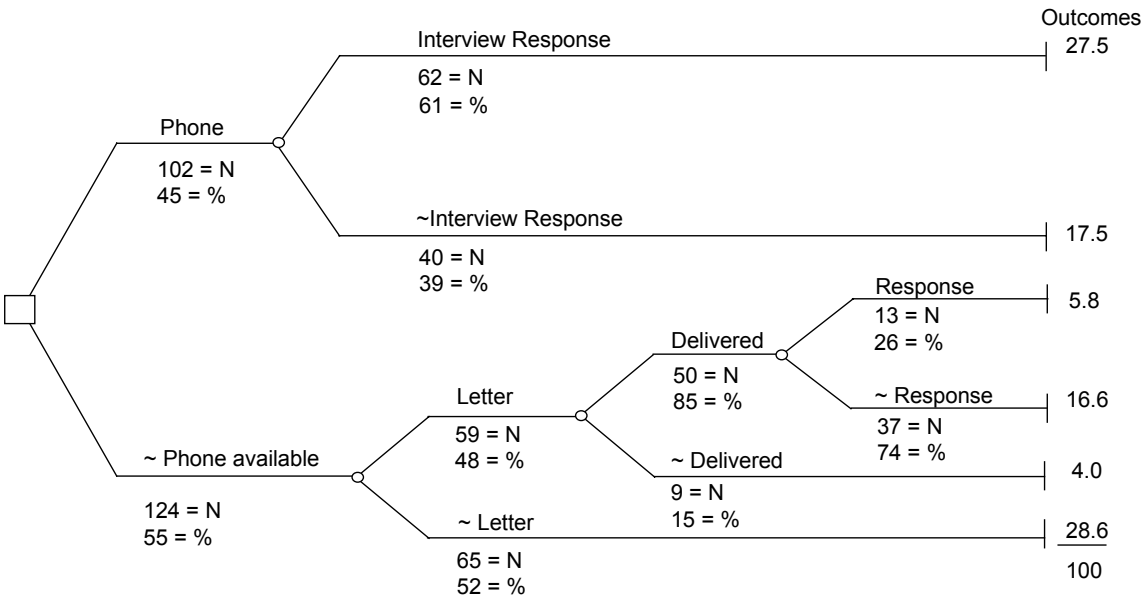 Outcomes
Interview Response
27.5
62 = N
61 = %
Phone
102 = N
45 = %
~Interview Response
17.5
40 = N
39 = %
Response
5.8
13 = N
26 = %
Delivered
50 = N
85 = %
~ Response
16.6
37 = N
74 = %
Letter
59 = N
48 = %
~ Phone available
124 = N
55 = %
~ Delivered
4.0
9 = N
15 = %
~ Letter
28.6
65 = N
52 = %
100